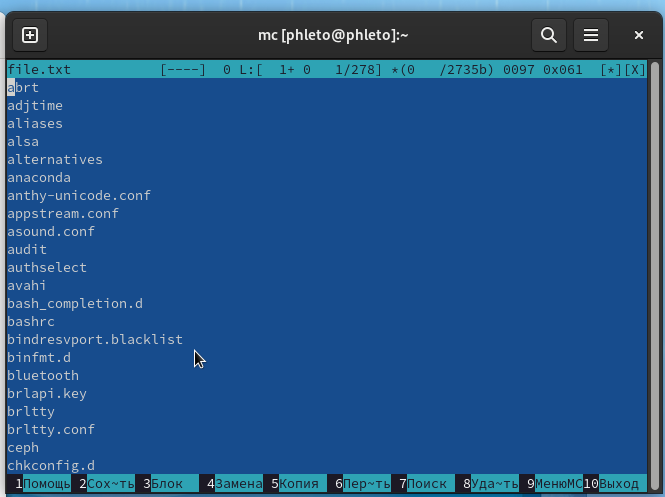 mc [phleto@phleto]:~
file.txt [----] 0 L:[ 1+ 0 1/278] *(0 /2735b) 0097 0x061 [*][X]
abrt
adjtime
aliases
alsa
alternatives
anaconda
anthy-unicode.conf
appstream.conf
asound.conf
audit
authselect
avahi
bash_completion.d
bashrc
bindresvport.blacklist
binfmt.d
bluetooth
brlapi.key
brltty
brltty.conf
ceph
chkconfig.d
1Помощь 2Сох~ть 3Блок 4Замена 5Копия 6Пер~ть 7Поиск 8Уда~ть 9МенюMC 10Выход